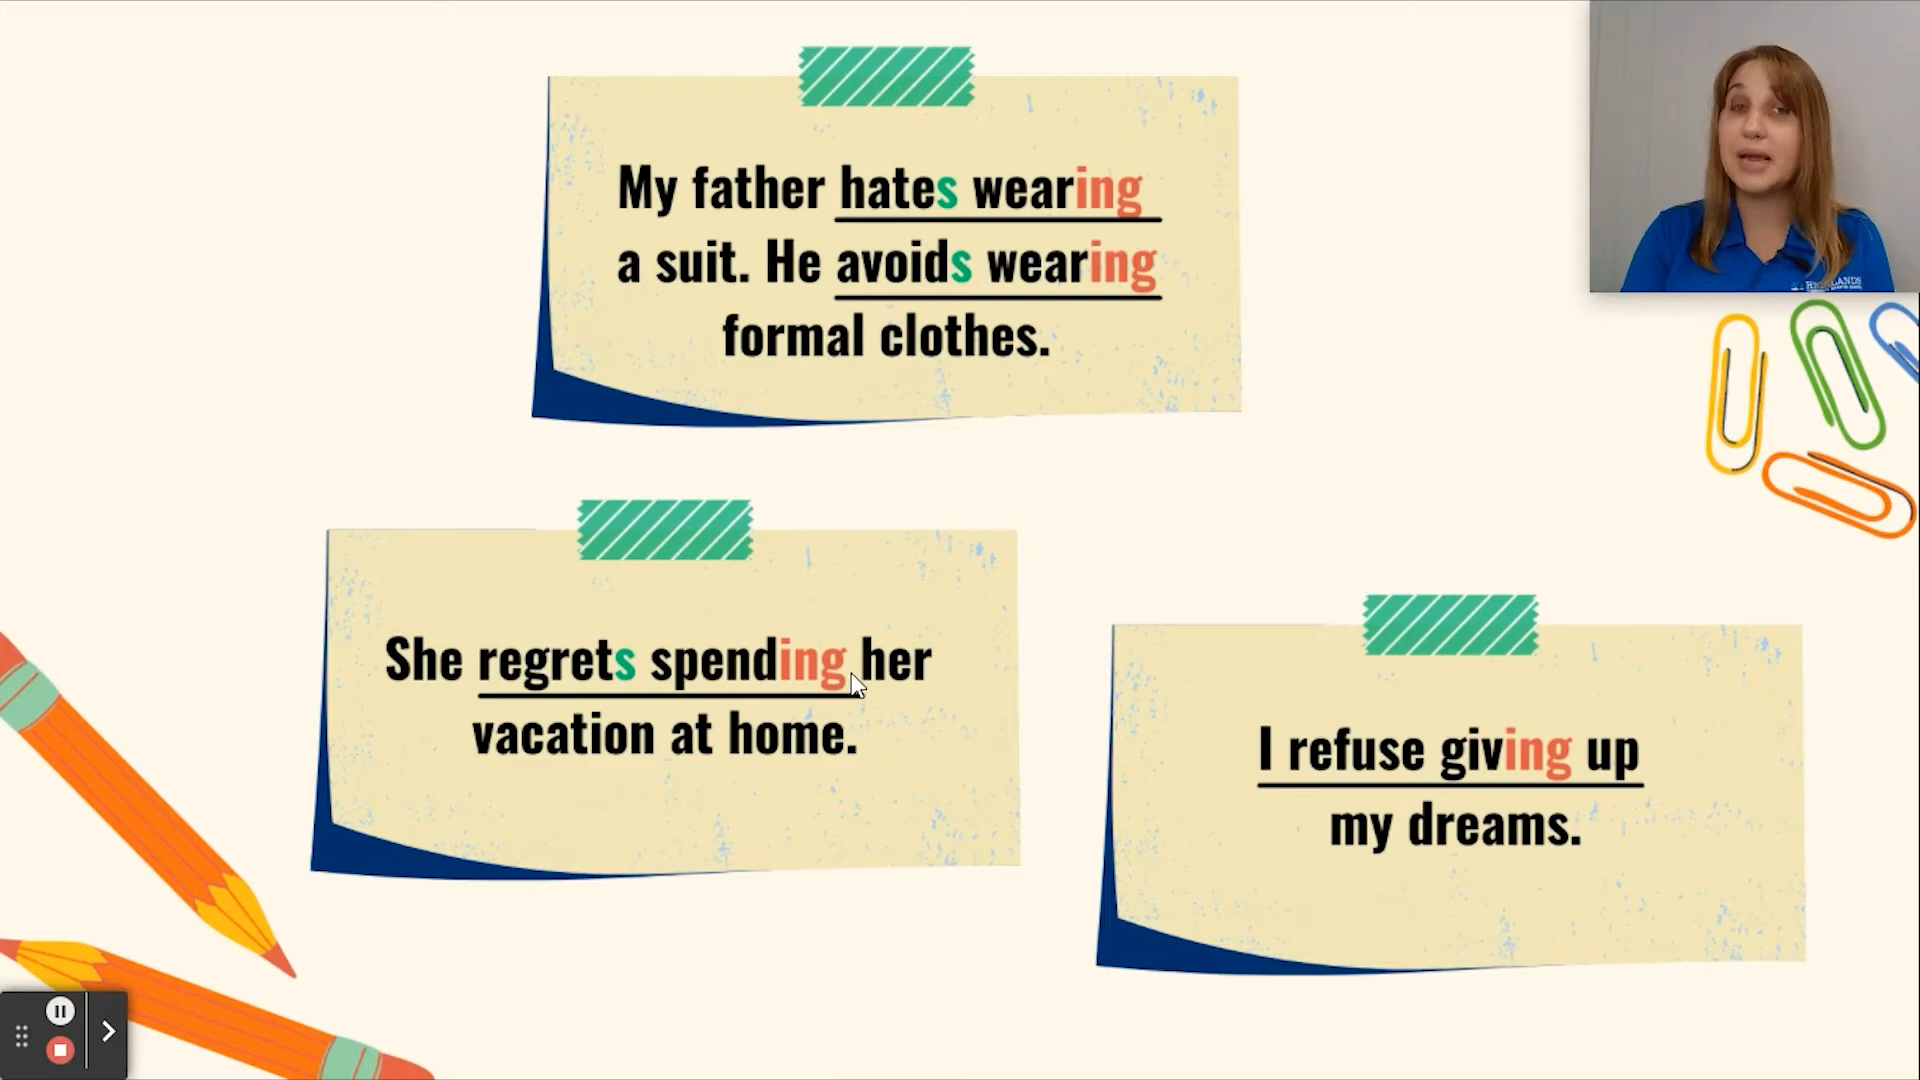 My father hates wearing
a suit. He avoids wearing
formal clothes.
She regrets spending her
vacation at home.
I refuse giving up
my dreams.